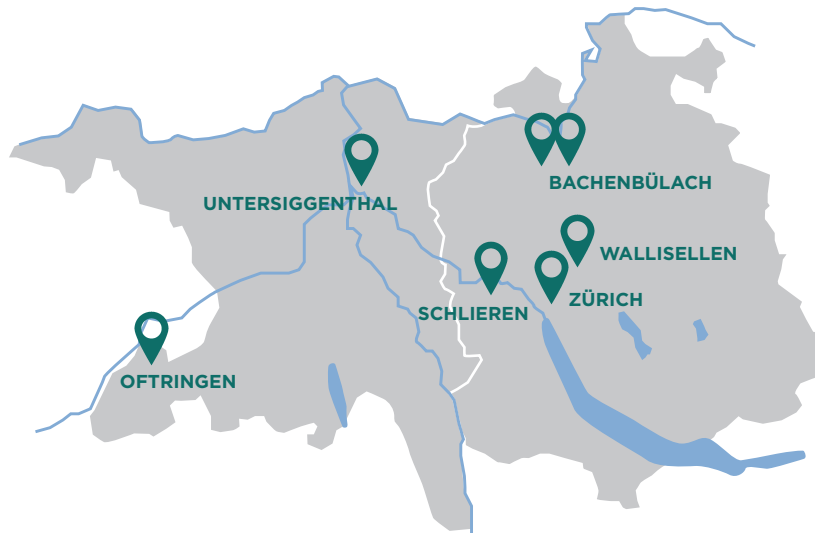 BACHENBÜLACH
UNTERSIGGENTHAL
WALLISELLEN
ZÜRICH
SCHLIEREN
OFTRINGEN